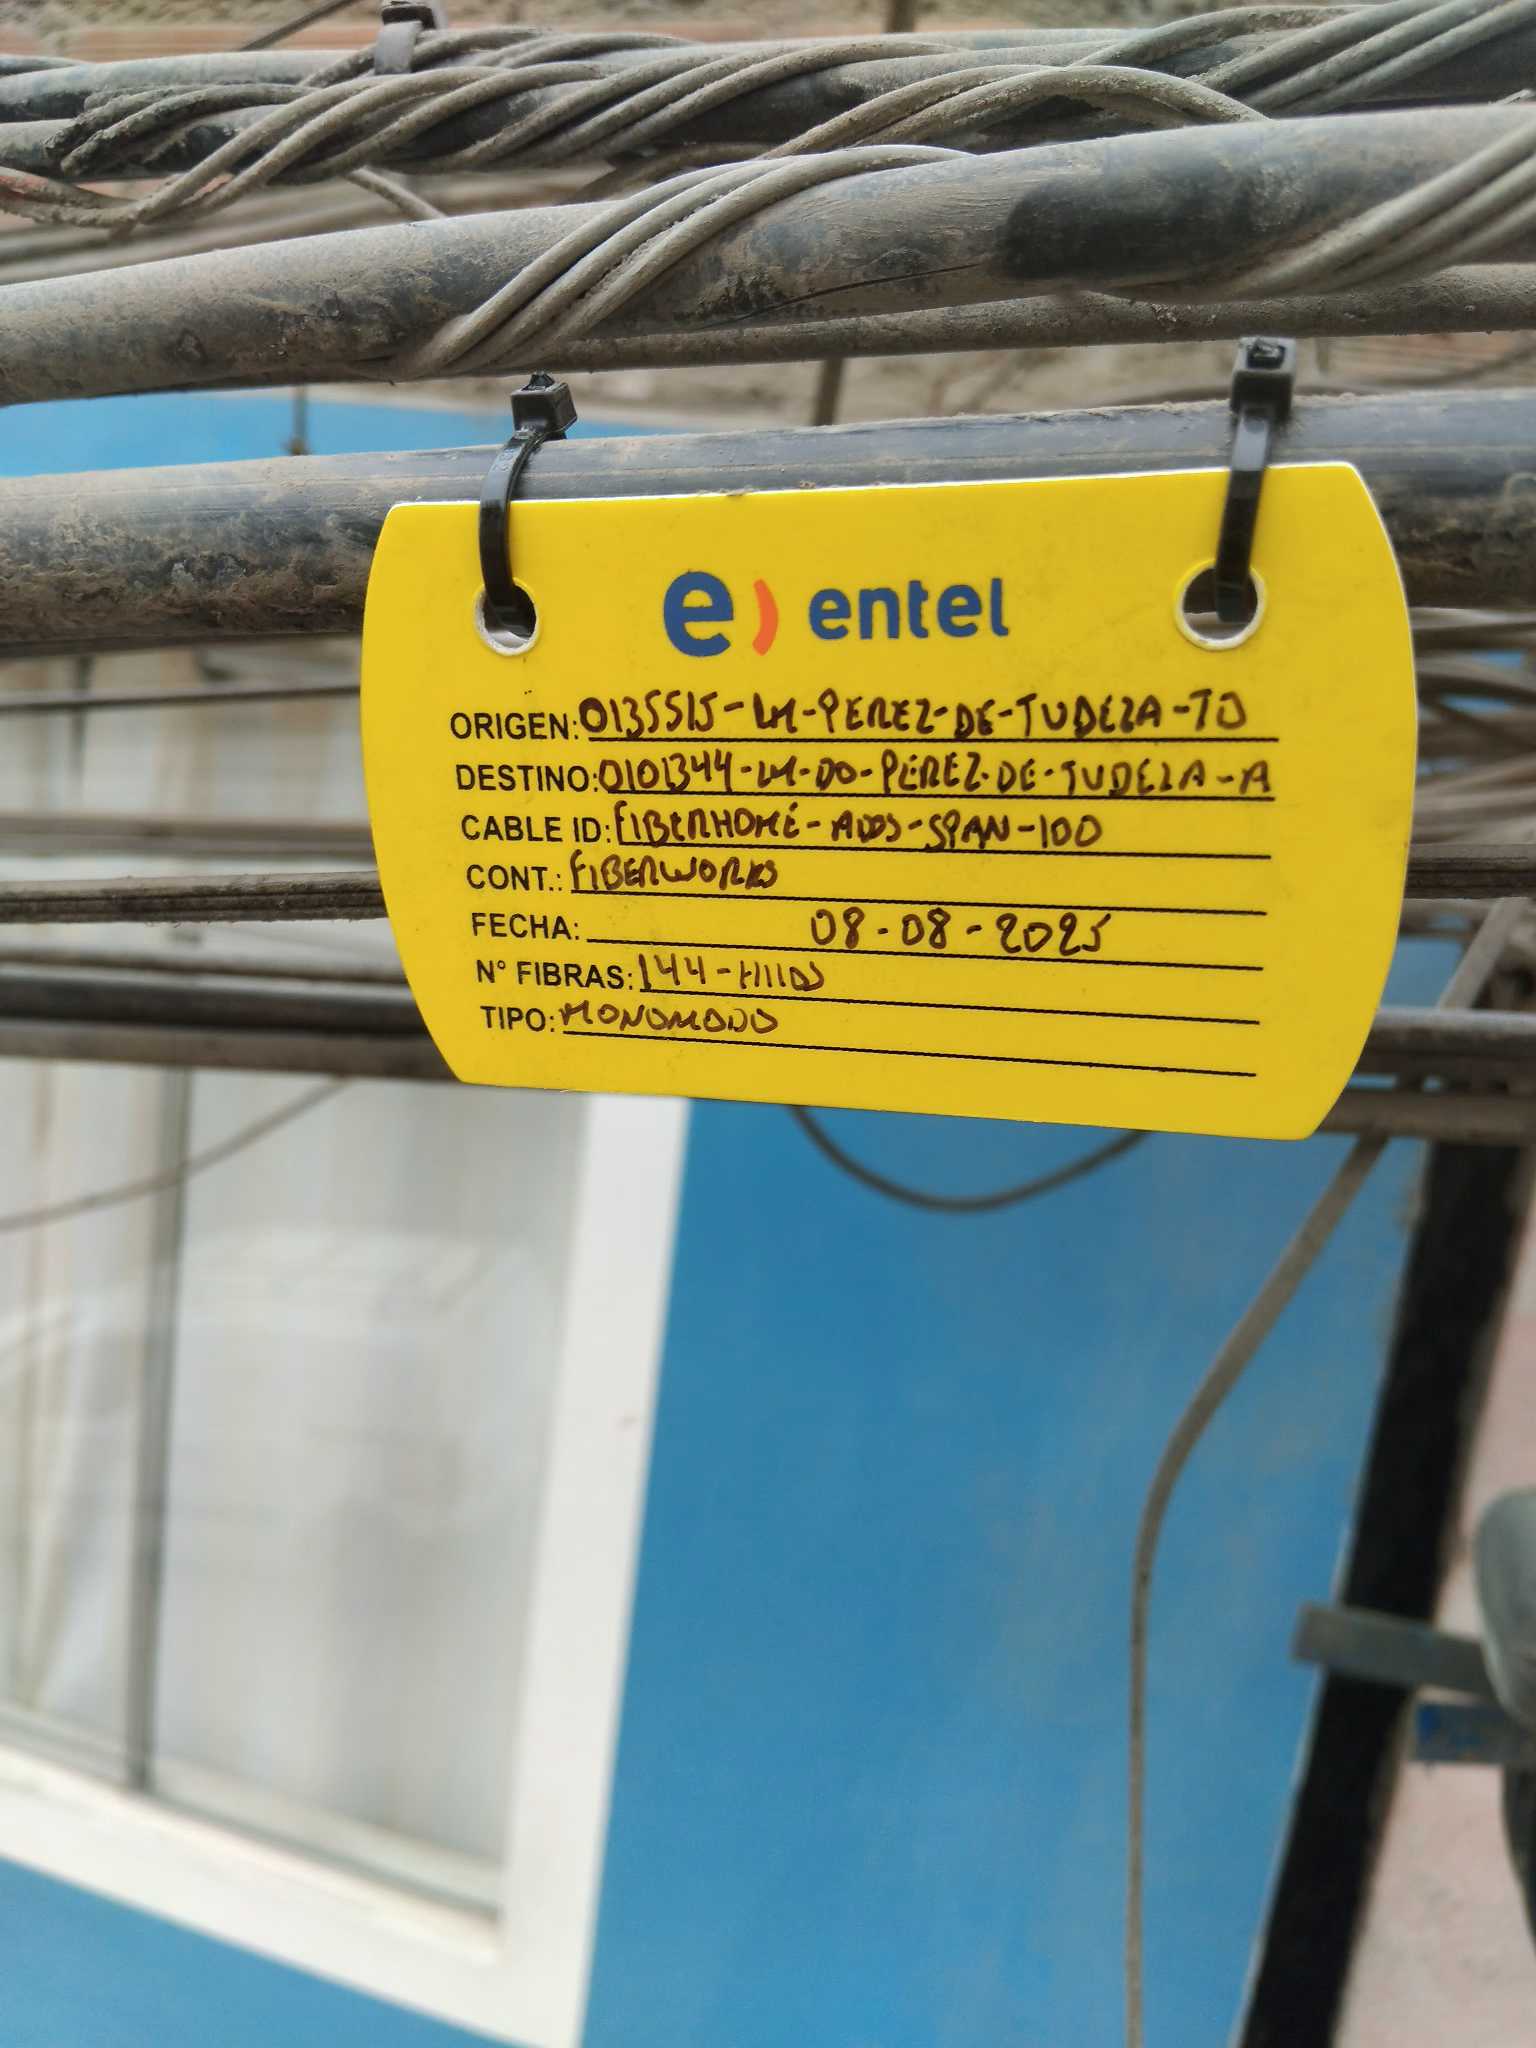 e) entel
ORIGEN: 0135515-LM-PEREZ-DE-TUDELA-TO
DESTINO: 0101344-LM-DO-PEREZ-DE-TUDELA-A
CABLE ID: FIBERHOME-ADSS-SPAN-100
CONT.: FIBERWORKS
FECHA: 08-08-2025
N° FIBRAS: 144-HILOS
TIPO: MONOMODO